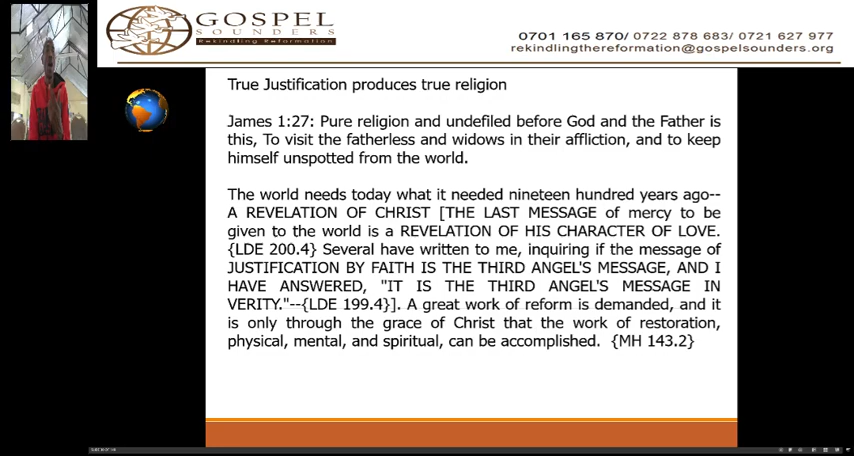 GOSPEL
SOUNDERS
Rekindling Reformation
0701 165 870/ 0722 878 683/ 0721 627 977
rekindlingthereformation@gospelsounders.org
True Justification produces true religion
James 1:27: Pure religion and undefiled before God and the Father is
this, To visit the fatherless and widows in their affliction, and to keep
himself unspotted from the world.
The world needs today what it needed nineteen hundred years ago--
A REVELATION OF CHRIST [THE LAST MESSAGE of mercy to be
given to the world is a REVELATION OF HIS CHARACTER OF LOVE.
{LDE 200.4} Several have written to me, inquiring if the message of
JUSTIFICATION BY FAITH IS THE THIRD ANGEL'S MESSAGE, AND I
HAVE ANSWERED, "IT IS THE THIRD ANGEL'S MESSAGE IN
VERITY."--{LDE 199.4}]. A great work of reform is demanded, and it
is only through the grace of Christ that the work of restoration,
physical, mental, and spiritual, can be accomplished. {MH 143.2}